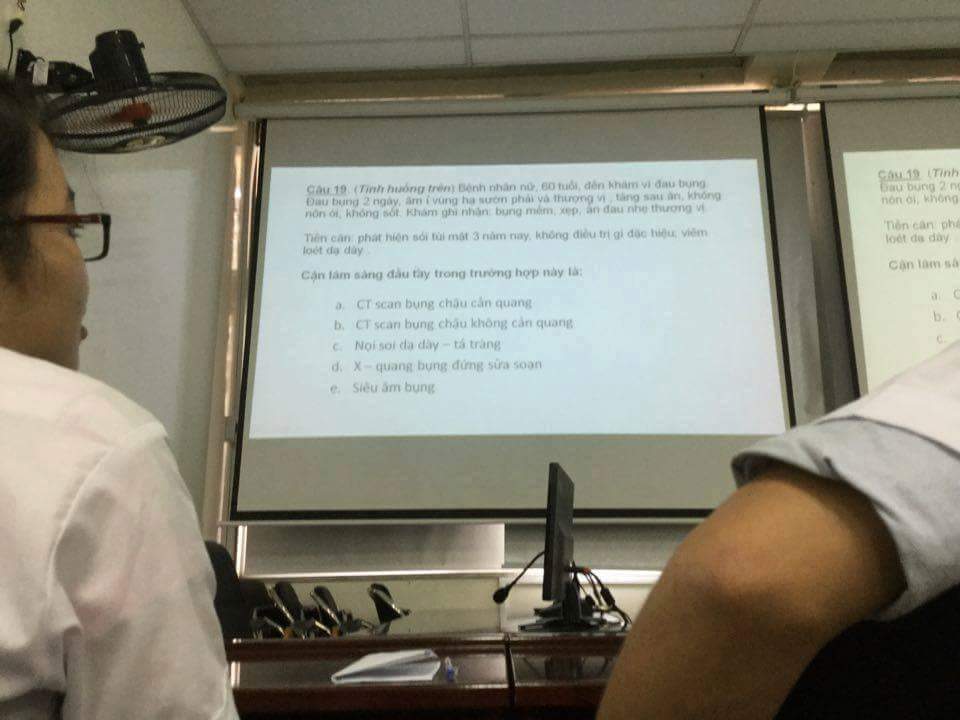 Câu 19. (Tình huống trên) Bệnh nhân nữ, 60 tuổi, đến khám vì đau bụng.
Đau bụng 2 ngày, âm ỉ vùng hạ sườn phải và thượng vị , tăng sau ăn, không
nôn ói, không sốt. Khám ghi nhận: bụng mềm, xẹp, ấn đau nhẹ thượng vị.
Tiền căn: phát hiện sỏi túi mật 3 năm nay, không điều trị gì đặc hiệu; viêm
loét dạ dày .
Cận lâm sàng đầu tay trong trường hợp này là:
a. CT scan bụng chậu cản quang
b. CT scan bụng chậu không cản quang
c. Nội soi dạ dày – tá tràng
d. X – quang bụng đứng sửa soạn
e. Siêu âm bụng
Câu 19. (Tình
Đau bụng 2 ng
nôn ói, không
Tiền căn: phá
loét dạ dày .
Cận lâm sà
a. C
b. C
c.